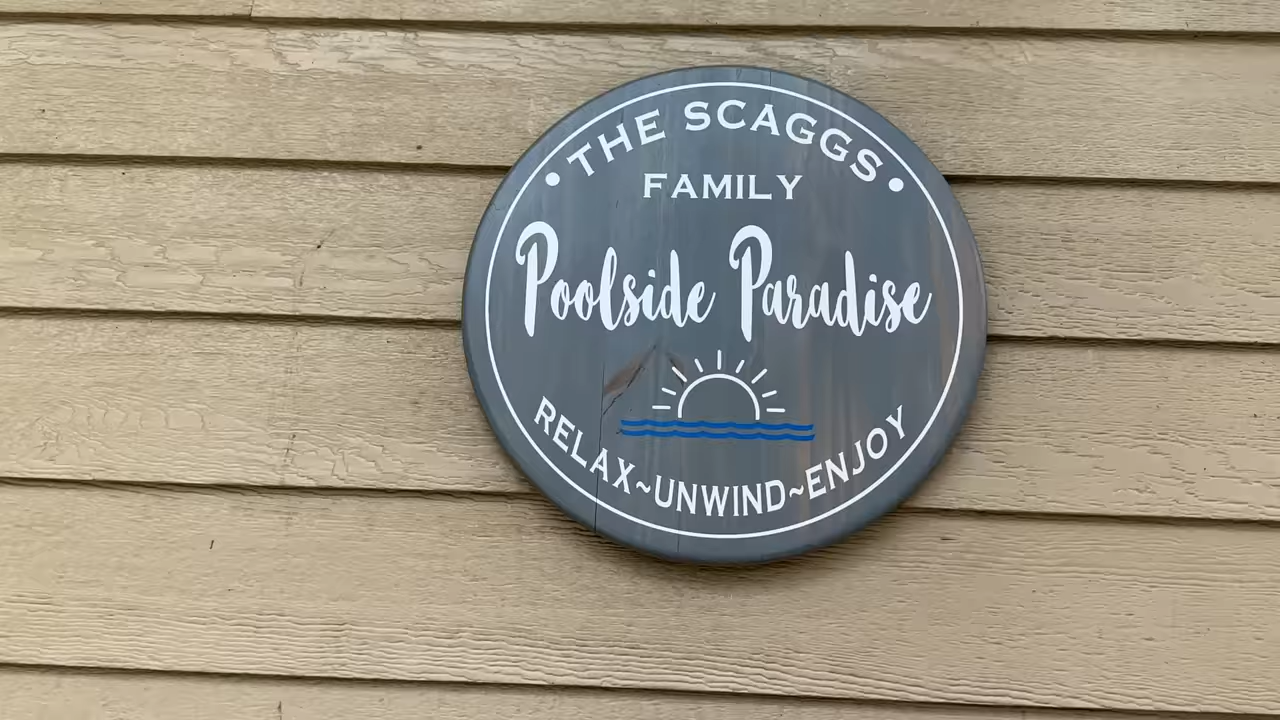 • THE SCAGGS •
FAMILY
Poolside Paradise
RELAX~UNWIND~ENJOY